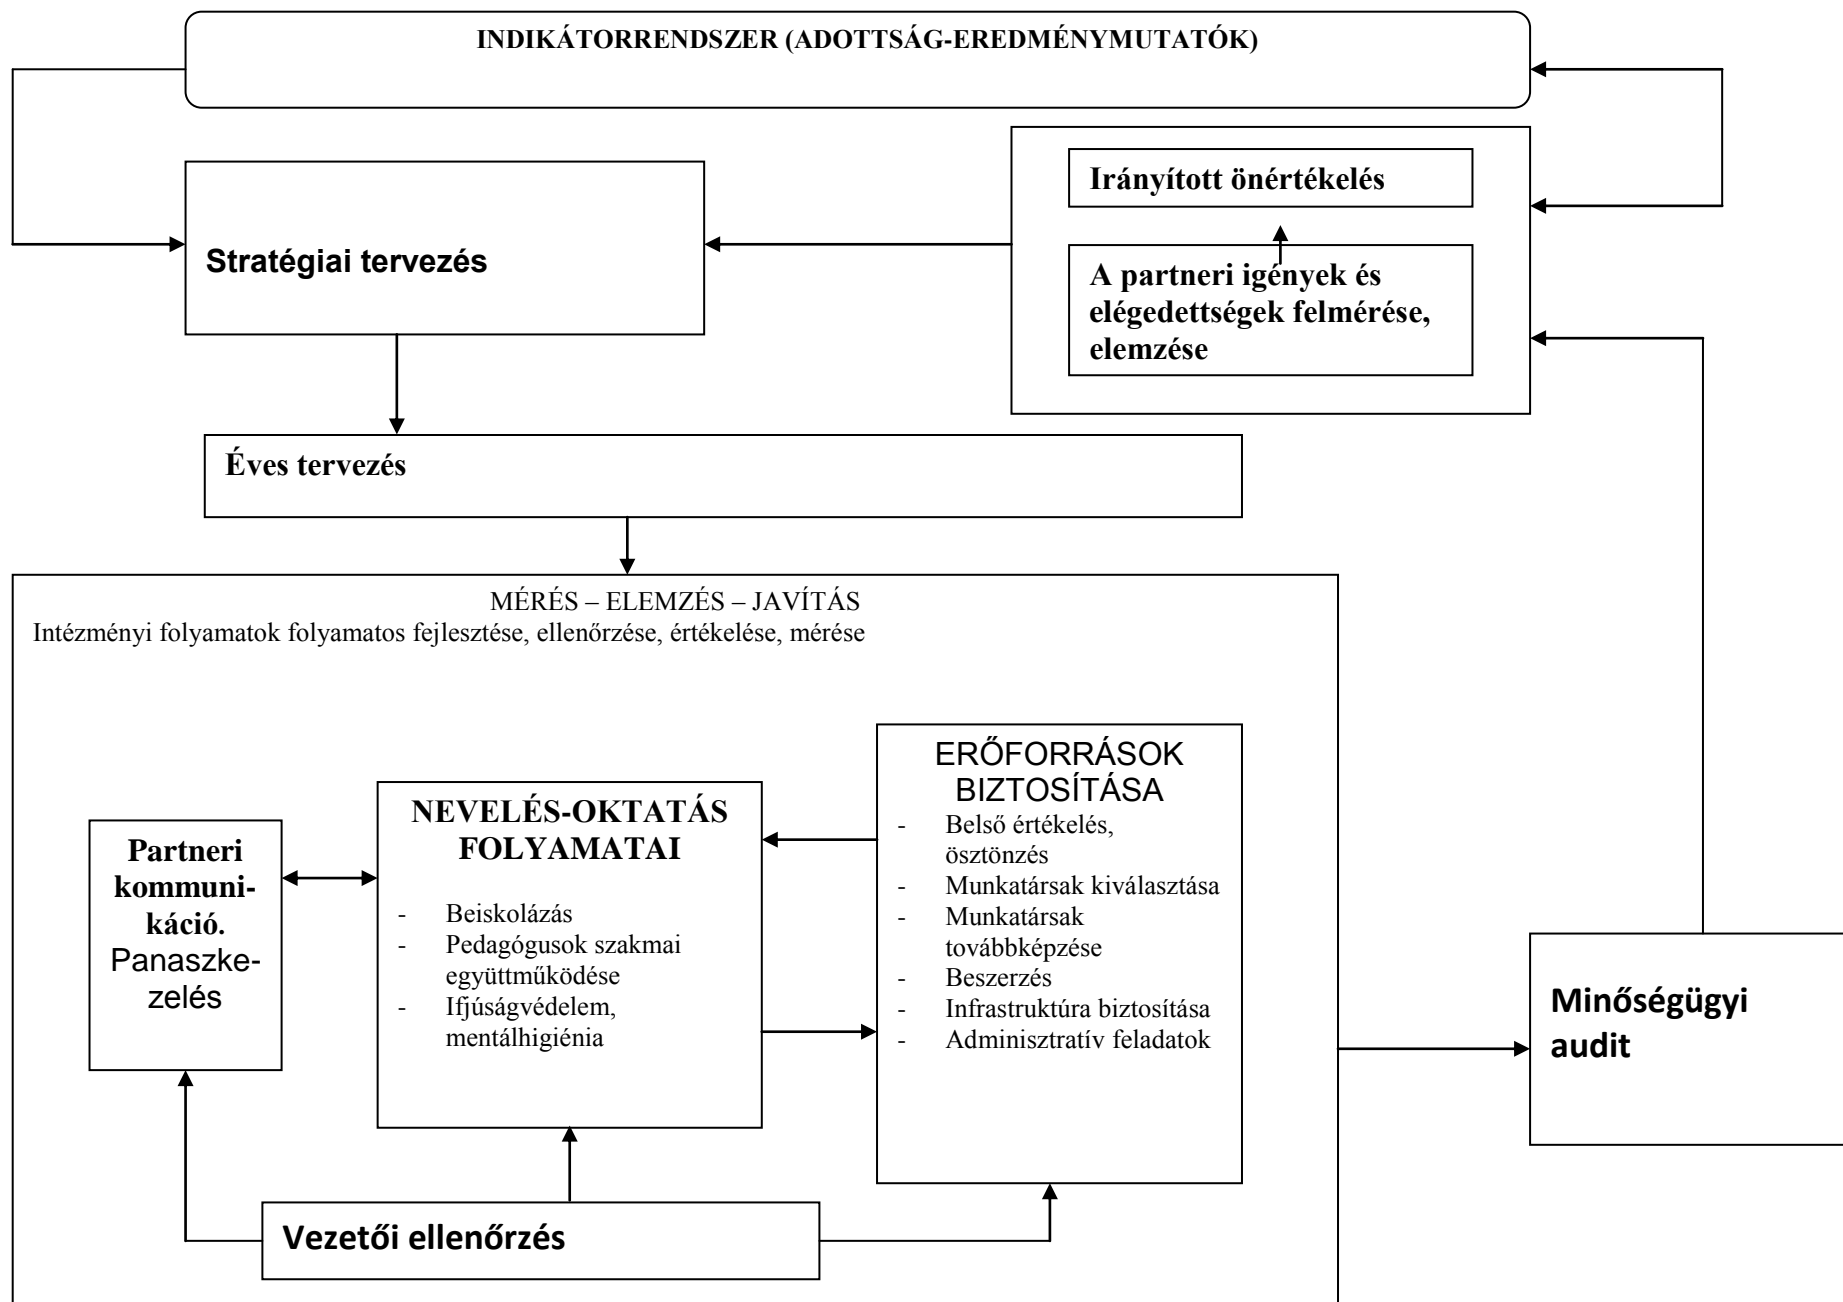 INDIKÁTORRENDSZER (ADOTTSÁG-EREDMÉNYMUTATÓK)
Irányított önértékelés
Stratégiai tervezés
A partneri igények és
elégedettségek felmérése,
elemzése
Éves tervezés
MÉRÉS – ELEMZÉS – JAVÍTÁS
Intézményi folyamatok folyamatos fejlesztése, ellenőrzése, értékelése, mérése
Partneri
kommuni-
káció.
Panaszke-
zelés
NEVELÉS-OKTATÁS
FOLYAMATAI
- Beiskolázás
- Pedagógusok szakmai
együttműködése
- Ifjúságvédelem,
mentálhigiénia
ERŐFORRÁSOK
BIZTOSÍTÁSA
- Belső értékelés,
ösztönzés
- Munkatársak kiválasztása
- Munkatársak
továbbképzése
- Beszerzés
- Infrastruktúra biztosítása
- Adminisztratív feladatok
Minőségügyi
audit
Vezetői ellenőrzés